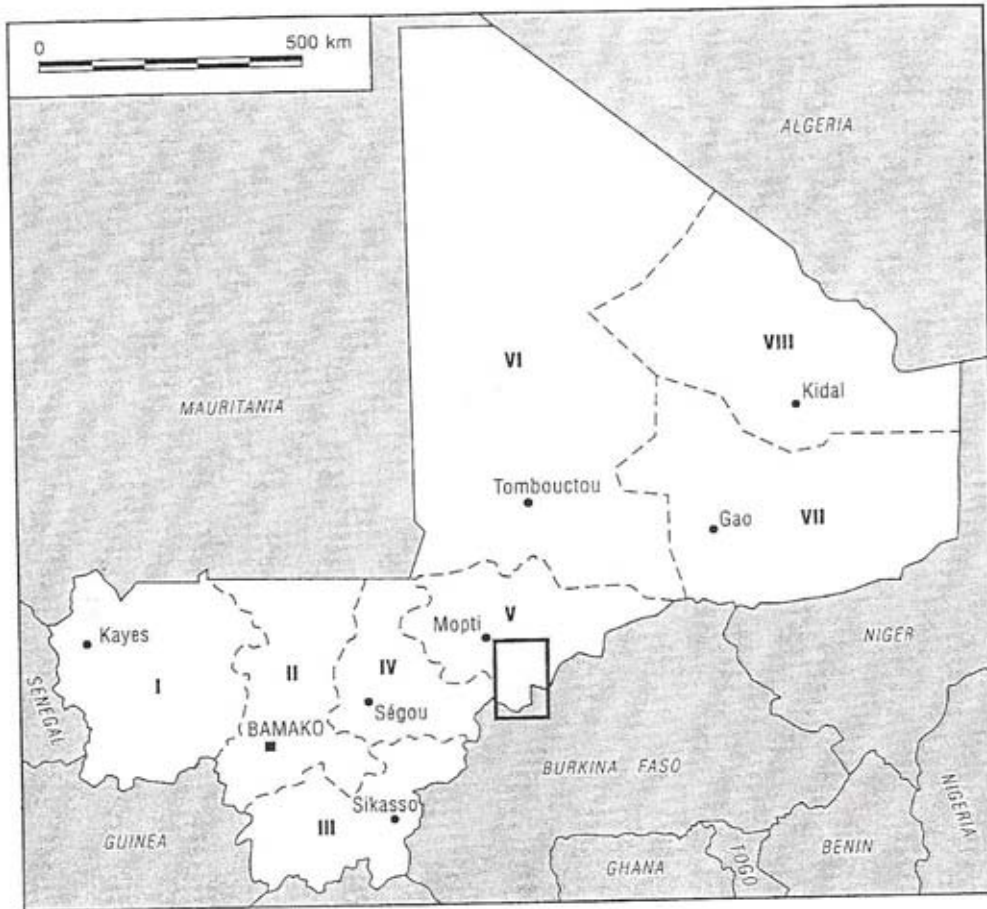 0 500 km
ALGERIA
VIII
VI
Kidal
MAURITANIA
Tombouctou
Gao
VII
V
Mopti
Kayes
NIGER
II
IV
I
SENEGAL
Ségou
BAMAKO
BURKINA FASO
NIGERIA
Sikasso
III
GUINEA
BENIN
GHANA
TOGO